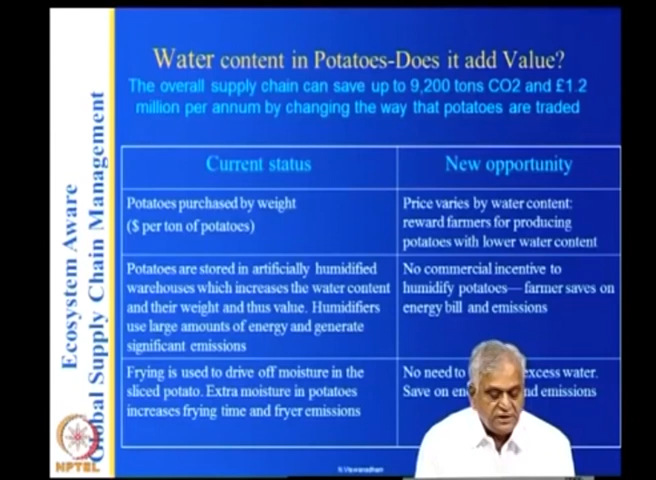 Water content in Potatoes-Does it add Value?
The overall supply chain can save up to 9,200 tons CO2 and £1.2
million per annum by changing the way that potatoes are traded
Ecosystem Aware
Global Supply Chain Management
Current status
New opportunity
Potatoes purchased by weight
($ per ton of potatoes)
Price varies by water content:
reward farmers for producing
potatoes with lower water content
Potatoes are stored in artificially humidified
warehouses which increases the water content
and their weight and thus value. Humidifiers
use large amounts of energy and generate
significant emissions
No commercial incentive to
humidify potatoes— farmer saves on
energy bill and emissions
Frying is used to drive off moisture in the
sliced potato. Extra moisture in potatoes
increases frying time and fryer emissions
No need to excess water.
Save on and emissions
NPTEL
N.Viswanadham